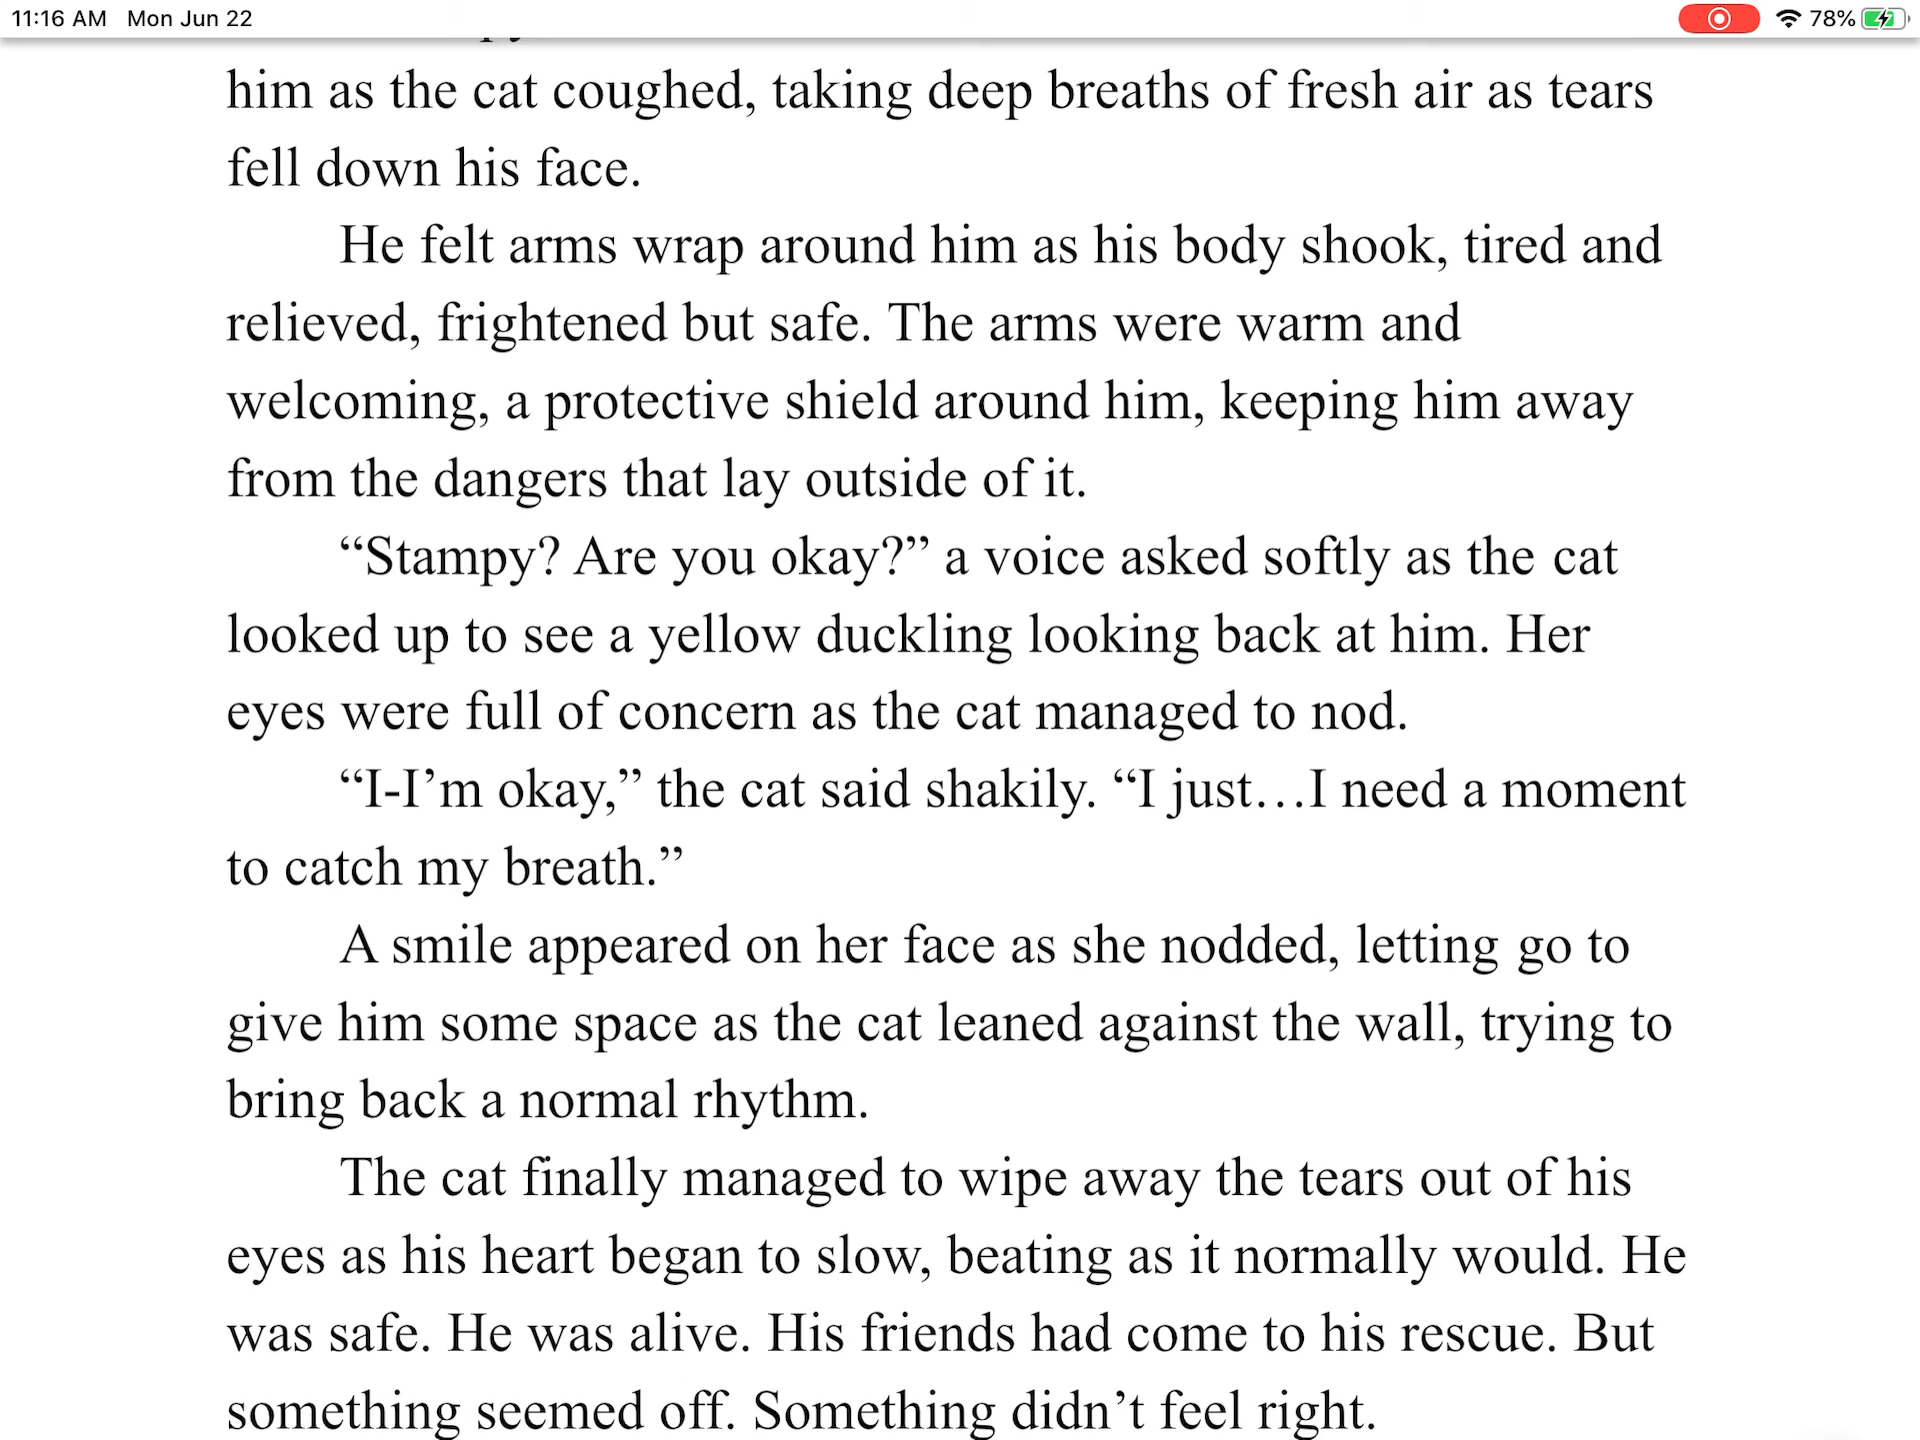 11:16 AM Mon Jun 22 78%
him as the cat coughed, taking deep breaths of fresh air as tears
fell down his face.
He felt arms wrap around him as his body shook, tired and
relieved, frightened but safe. The arms were warm and
welcoming, a protective shield around him, keeping him away
from the dangers that lay outside of it.
“Stampy? Are you okay?” a voice asked softly as the cat
looked up to see a yellow duckling looking back at him. Her
eyes were full of concern as the cat managed to nod.
“I-I’m okay,” the cat said shakily. “I just…I need a moment
to catch my breath.”
A smile appeared on her face as she nodded, letting go to
give him some space as the cat leaned against the wall, trying to
bring back a normal rhythm.
The cat finally managed to wipe away the tears out of his
eyes as his heart began to slow, beating as it normally would. He
was safe. He was alive. His friends had come to his rescue. But
something seemed off. Something didn’t feel right.